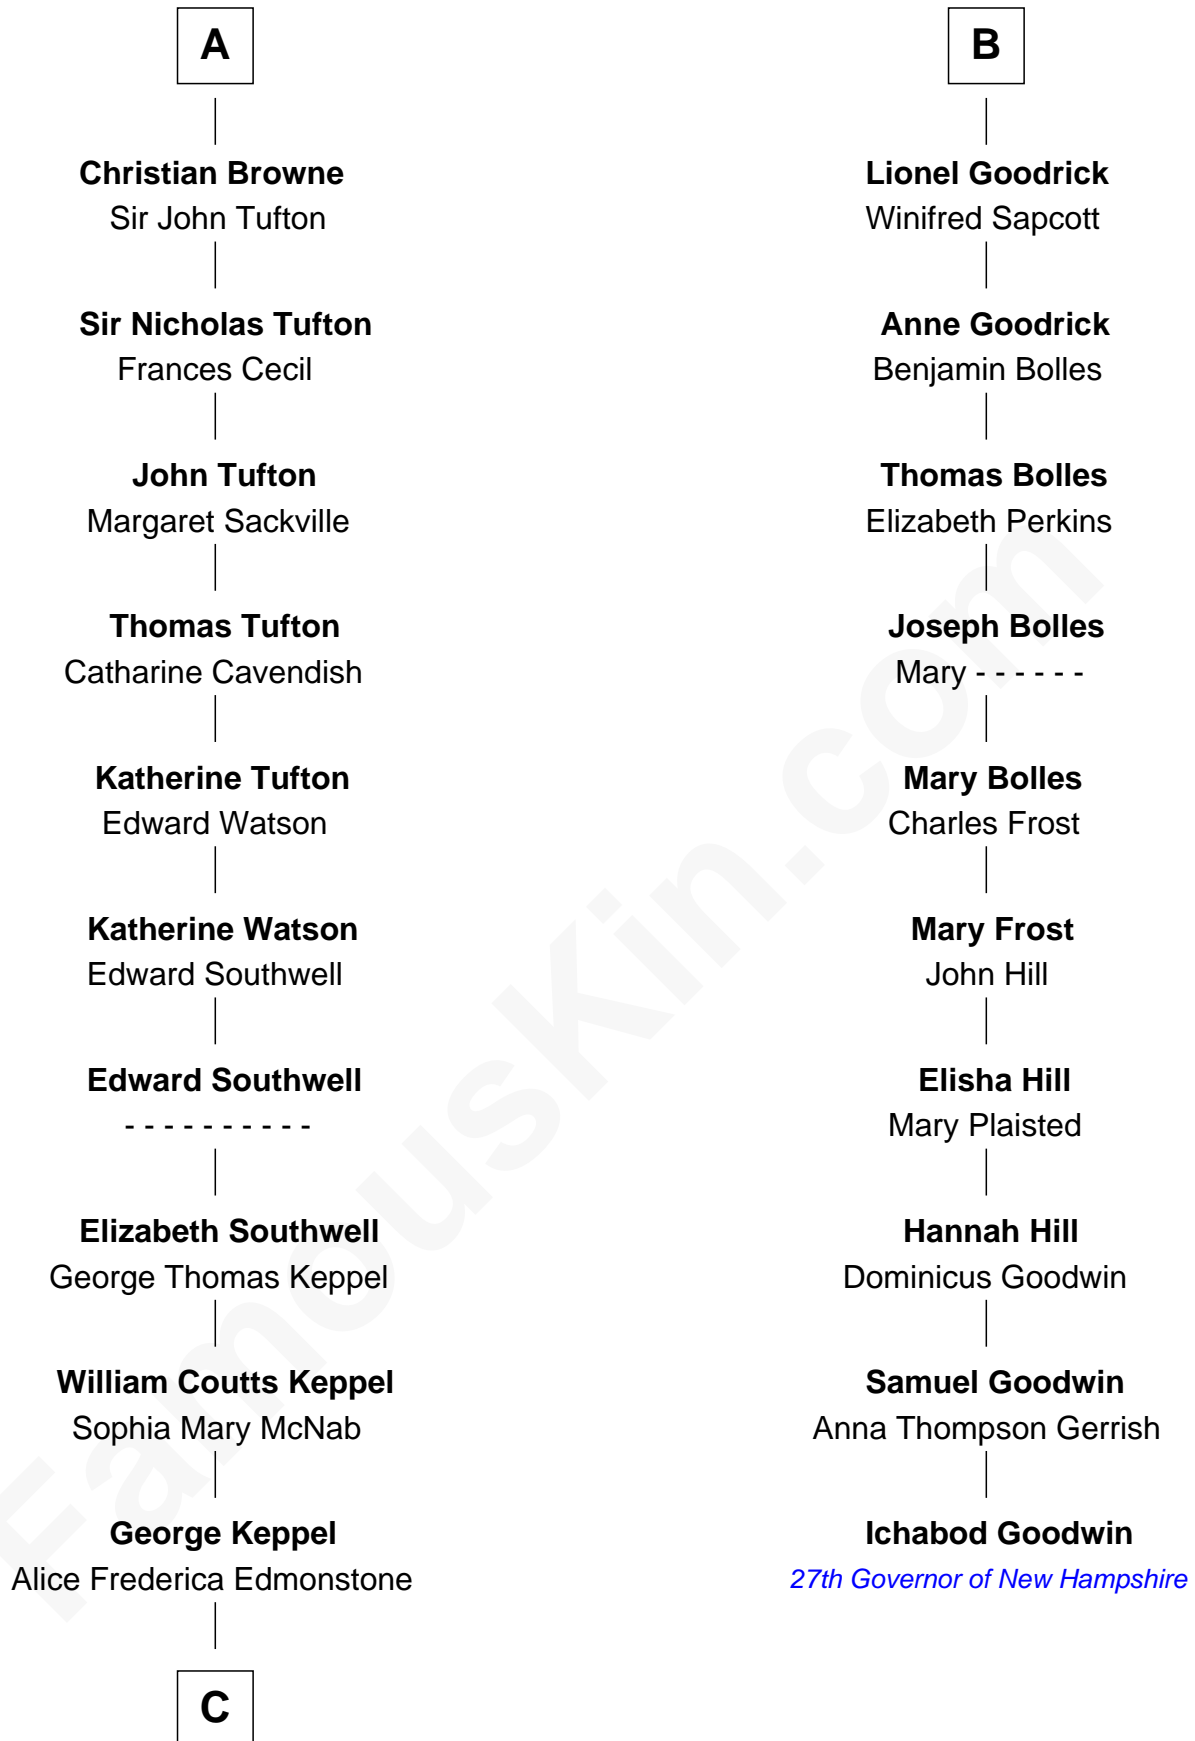 A
Christian Browne
Sir John Tufton
Sir Nicholas Tufton
Frances Cecil
John Tufton
Margaret Sackville
Thomas Tufton
Catharine Cavendish
Katherine Tufton
Edward Watson
Katherine Watson
Edward Southwell
Edward Southwell
- - - - - - - - - -
Elizabeth Southwell
George Thomas Keppel
William Coutts Keppel
Sophia Mary McNab
George Keppel
Alice Frederica Edmonstone
C
B
Lionel Goodrick
Winifred Sapcott
Anne Goodrick
Benjamin Bolles
Thomas Bolles
Elizabeth Perkins
Joseph Bolles
Mary - - - - - -
Mary Bolles
Charles Frost
Mary Frost
John Hill
Elisha Hill
Mary Plaisted
Hannah Hill
Dominicus Goodwin
Samuel Goodwin
Anna Thompson Gerrish
Ichabod Goodwin
27th Governor of New Hampshire
FamousKin.com